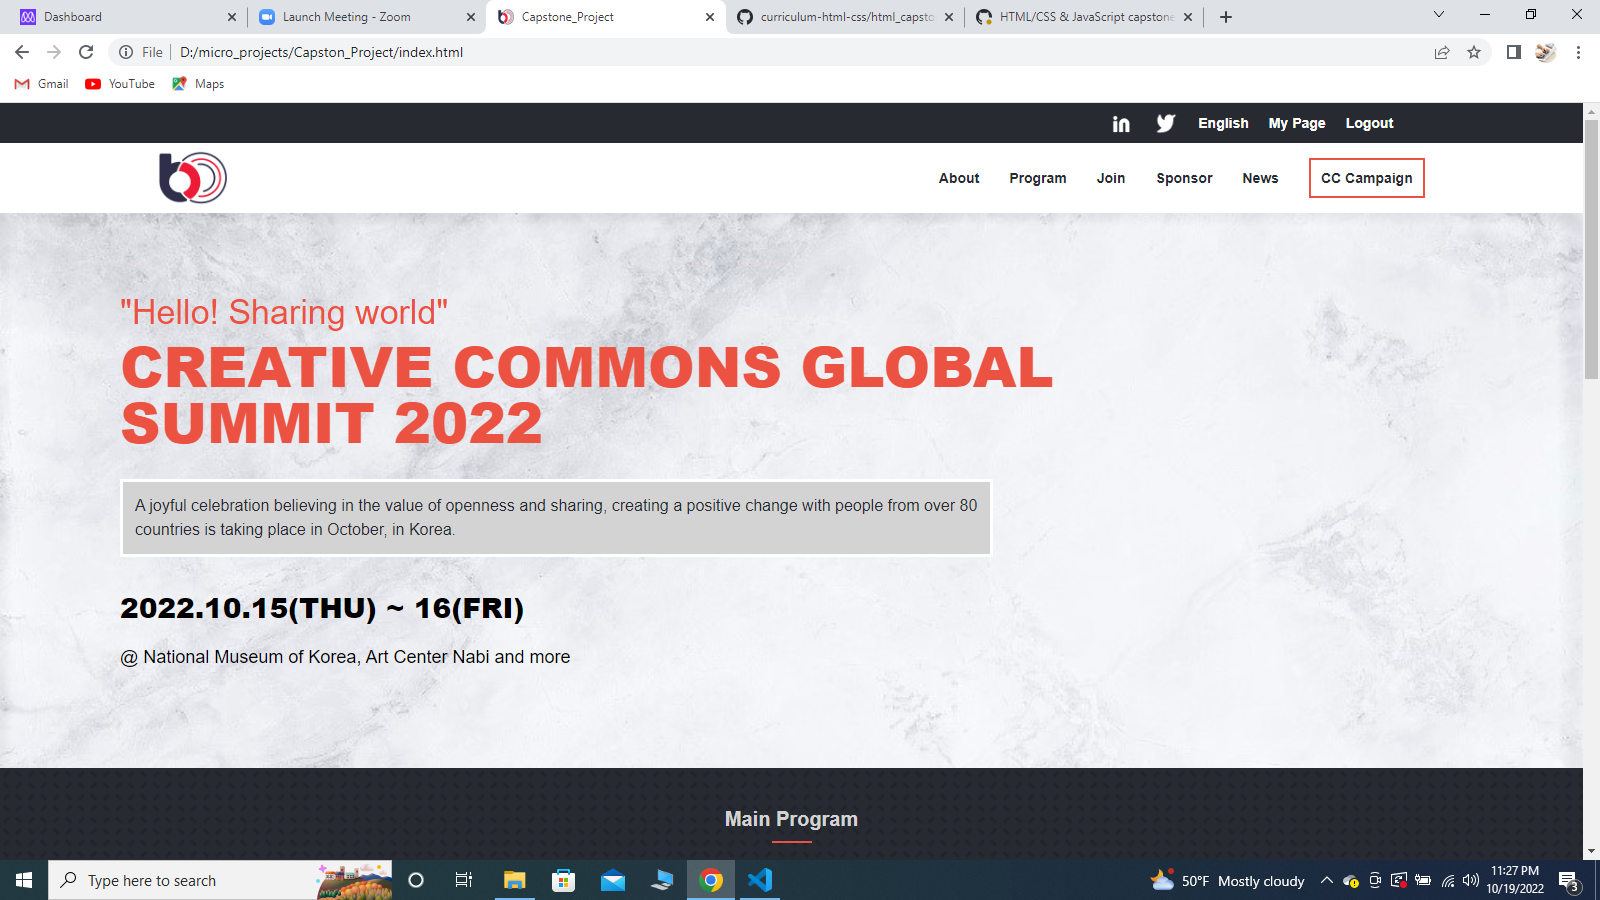 Dashboard
Launch Meeting - Zoom
Capstone_Project
curriculum-html-css/html_capsto
HTML/CSS & JavaScript capstone
File
D:/micro_projects/Capston_Project/index.html
Gmail
YouTube
Maps
in
English
My Page
Logout
About
Program
Join
Sponsor
News
CC Campaign
"Hello! Sharing world"
CREATIVE COMMONS GLOBAL
SUMMIT 2022
A joyful celebration believing in the value of openness and sharing, creating a positive change with people from over 80
countries is taking place in October, in Korea.
2022.10.15(THU) ~ 16(FRI)
@ National Museum of Korea, Art Center Nabi and more
Main Program
Type here to search
50°F Mostly cloudy
11:27 PM
10/19/2022
3